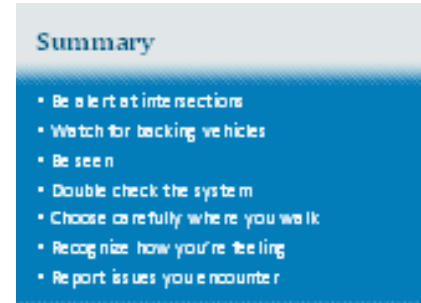 Summary
• Be alert at intersections
• Watch for backing vehicles
• Be seen
• Double check the system
• Choose carefully where you walk
• Recognize how you're feeling
• Report issues you encounter